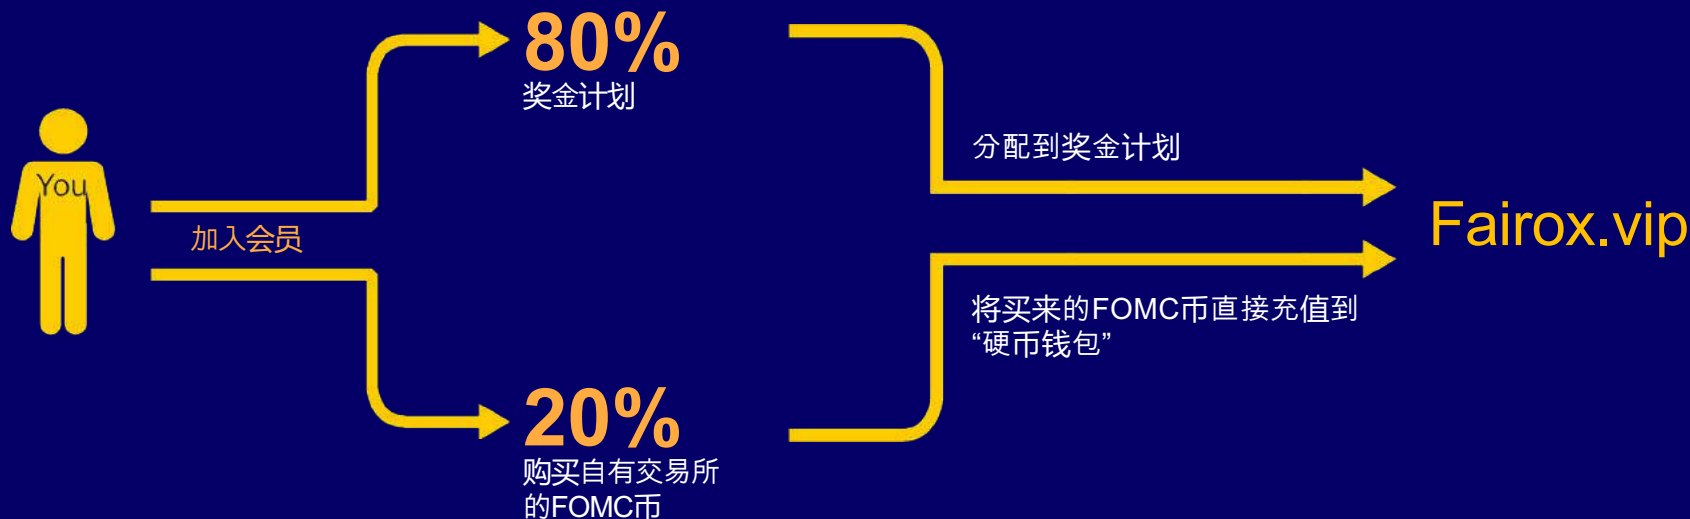 80%
奖金计划
You
加入会员
分配到奖金计划
Fairox.vip
将买来的FOMC币直接充值到
“硬币钱包”
20%
购买自有交易所
的FOMC币